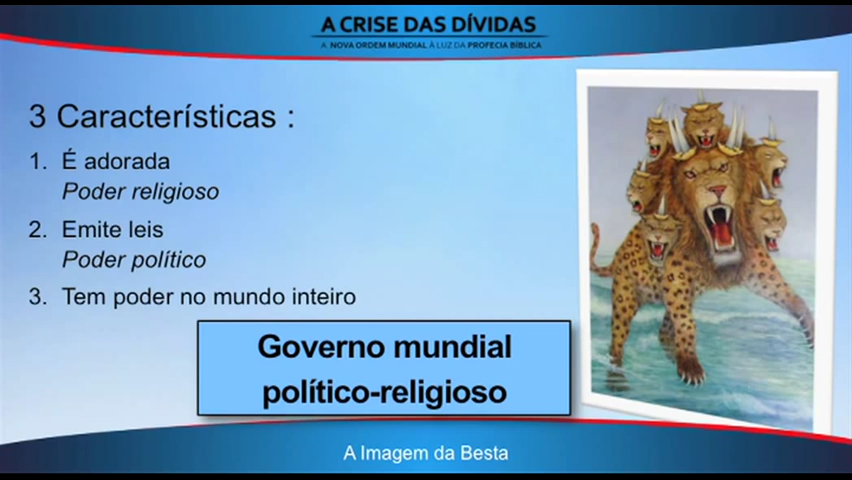 A CRISE DAS DÍVIDAS
A NOVA ORDEM MUNDIAL À LUZ DA PROFECIA BÍBLICA
3 Características :
1. É adorada
Poder religioso
2. Emite leis
Poder político
3. Tem poder no mundo inteiro
Governo mundial
político-religioso
A Imagem da Besta